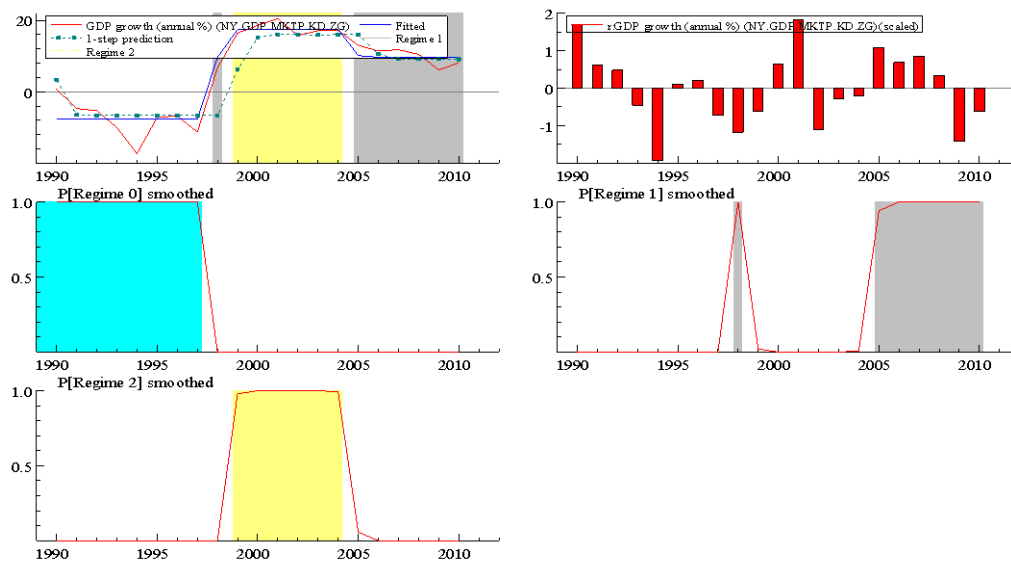 GDP growth (annual %) (NY.GDP.MKTP.KD.ZG) Fitted
1-step prediction Regime 1
Regime 2
20
0
1990 1995 2000 2005 2010
r:GDP growth (annual %) (NY.GDP.MKTP.KD.ZG)(scaled)
2
1
0
-1
1990 1995 2000 2005 2010
P[Regime 0] smoothed
1.0
0.5
1990 1995 2000 2005 2010
P[Regime 1] smoothed
1.0
0.5
1990 1995 2000 2005 2010
P[Regime 2] smoothed
1.0
0.5
1990 1995 2000 2005 2010